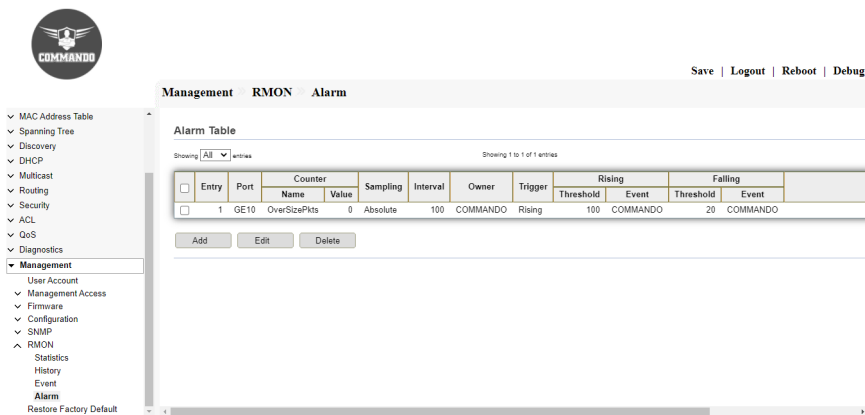 COMMANDO
Save | Logout | Reboot | Debug
Management RMON Alarm
MAC Address Table
Spanning Tree
Discovery
DHCP
Multicast
Routing
Security
ACL
QoS
Diagnostics
Management
User Account
Management Access
Firmware
Configuration
SNMP
RMON
Statistics
History
Event
Alarm
Restore Factory Default
Alarm Table
Showing All entries Showing 1 to 1 of 1 entries
Entry Port Counter Sampling Interval Owner Trigger Rising Falling
Name Value Threshold Event Threshold Event
1 GE10 OverSizePkts 0 Absolute 100 COMMANDO Rising 100 COMMANDO 20 COMMANDO
Add Edit Delete